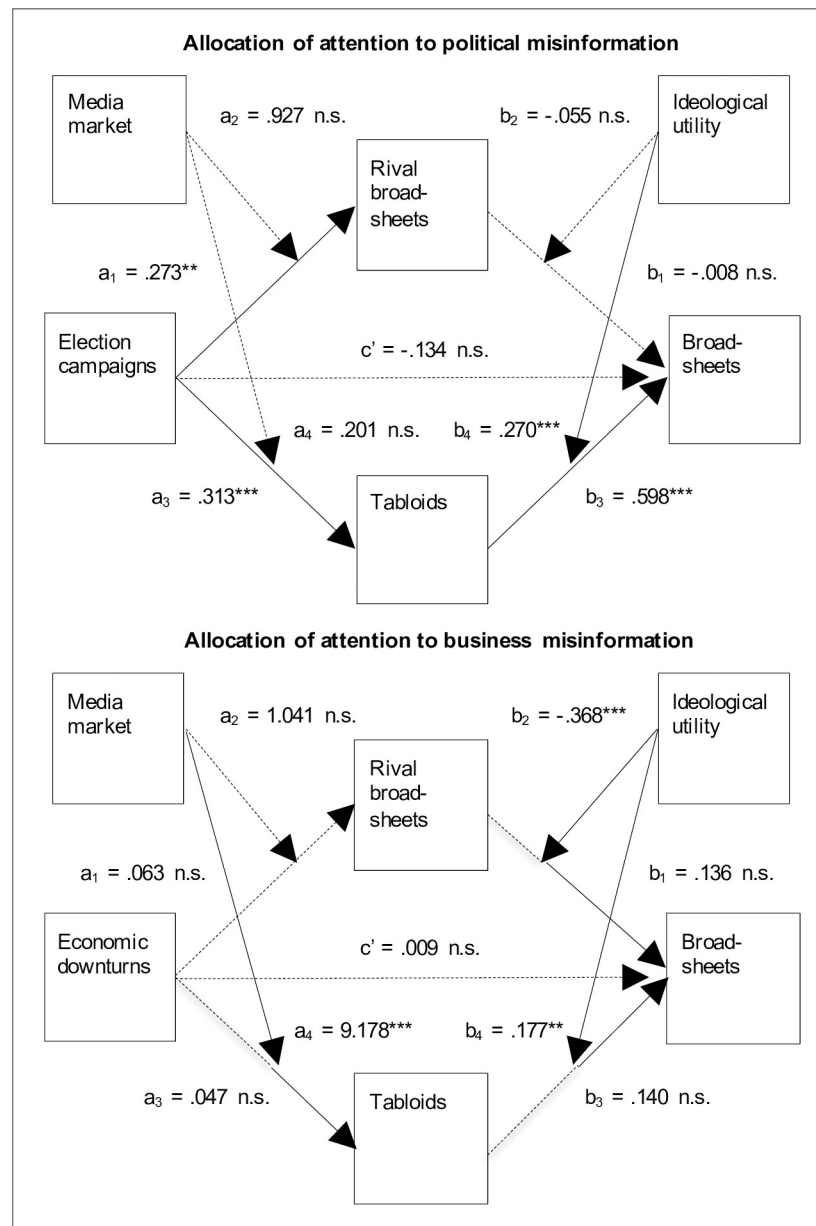 Allocation of attention to political misinformation
Media
market
a₂ = .927 n.s.
b₂ = -.055 n.s.
Ideological
utility
Rival
broad-
sheets
a₁ = .273**
b₁ = -.008 n.s.
Election
campaigns
c' = -.134 n.s.
Broad-
sheets
a₄ = .201 n.s.
b₄ = .270***
a₃ = .313***
Tabloids
b₃ = .598***
Allocation of attention to business misinformation
Media
market
a₂ = 1.041 n.s.
b₂ = -.368***
Ideological
utility
Rival
broad-
sheets
a₁ = .063 n.s.
b₁ = .136 n.s.
Economic
downturns
c' = .009 n.s.
Broad-
sheets
a₄ = 9.178***
b₄ = .177**
a₃ = .047 n.s.
Tabloids
b₃ = .140 n.s.